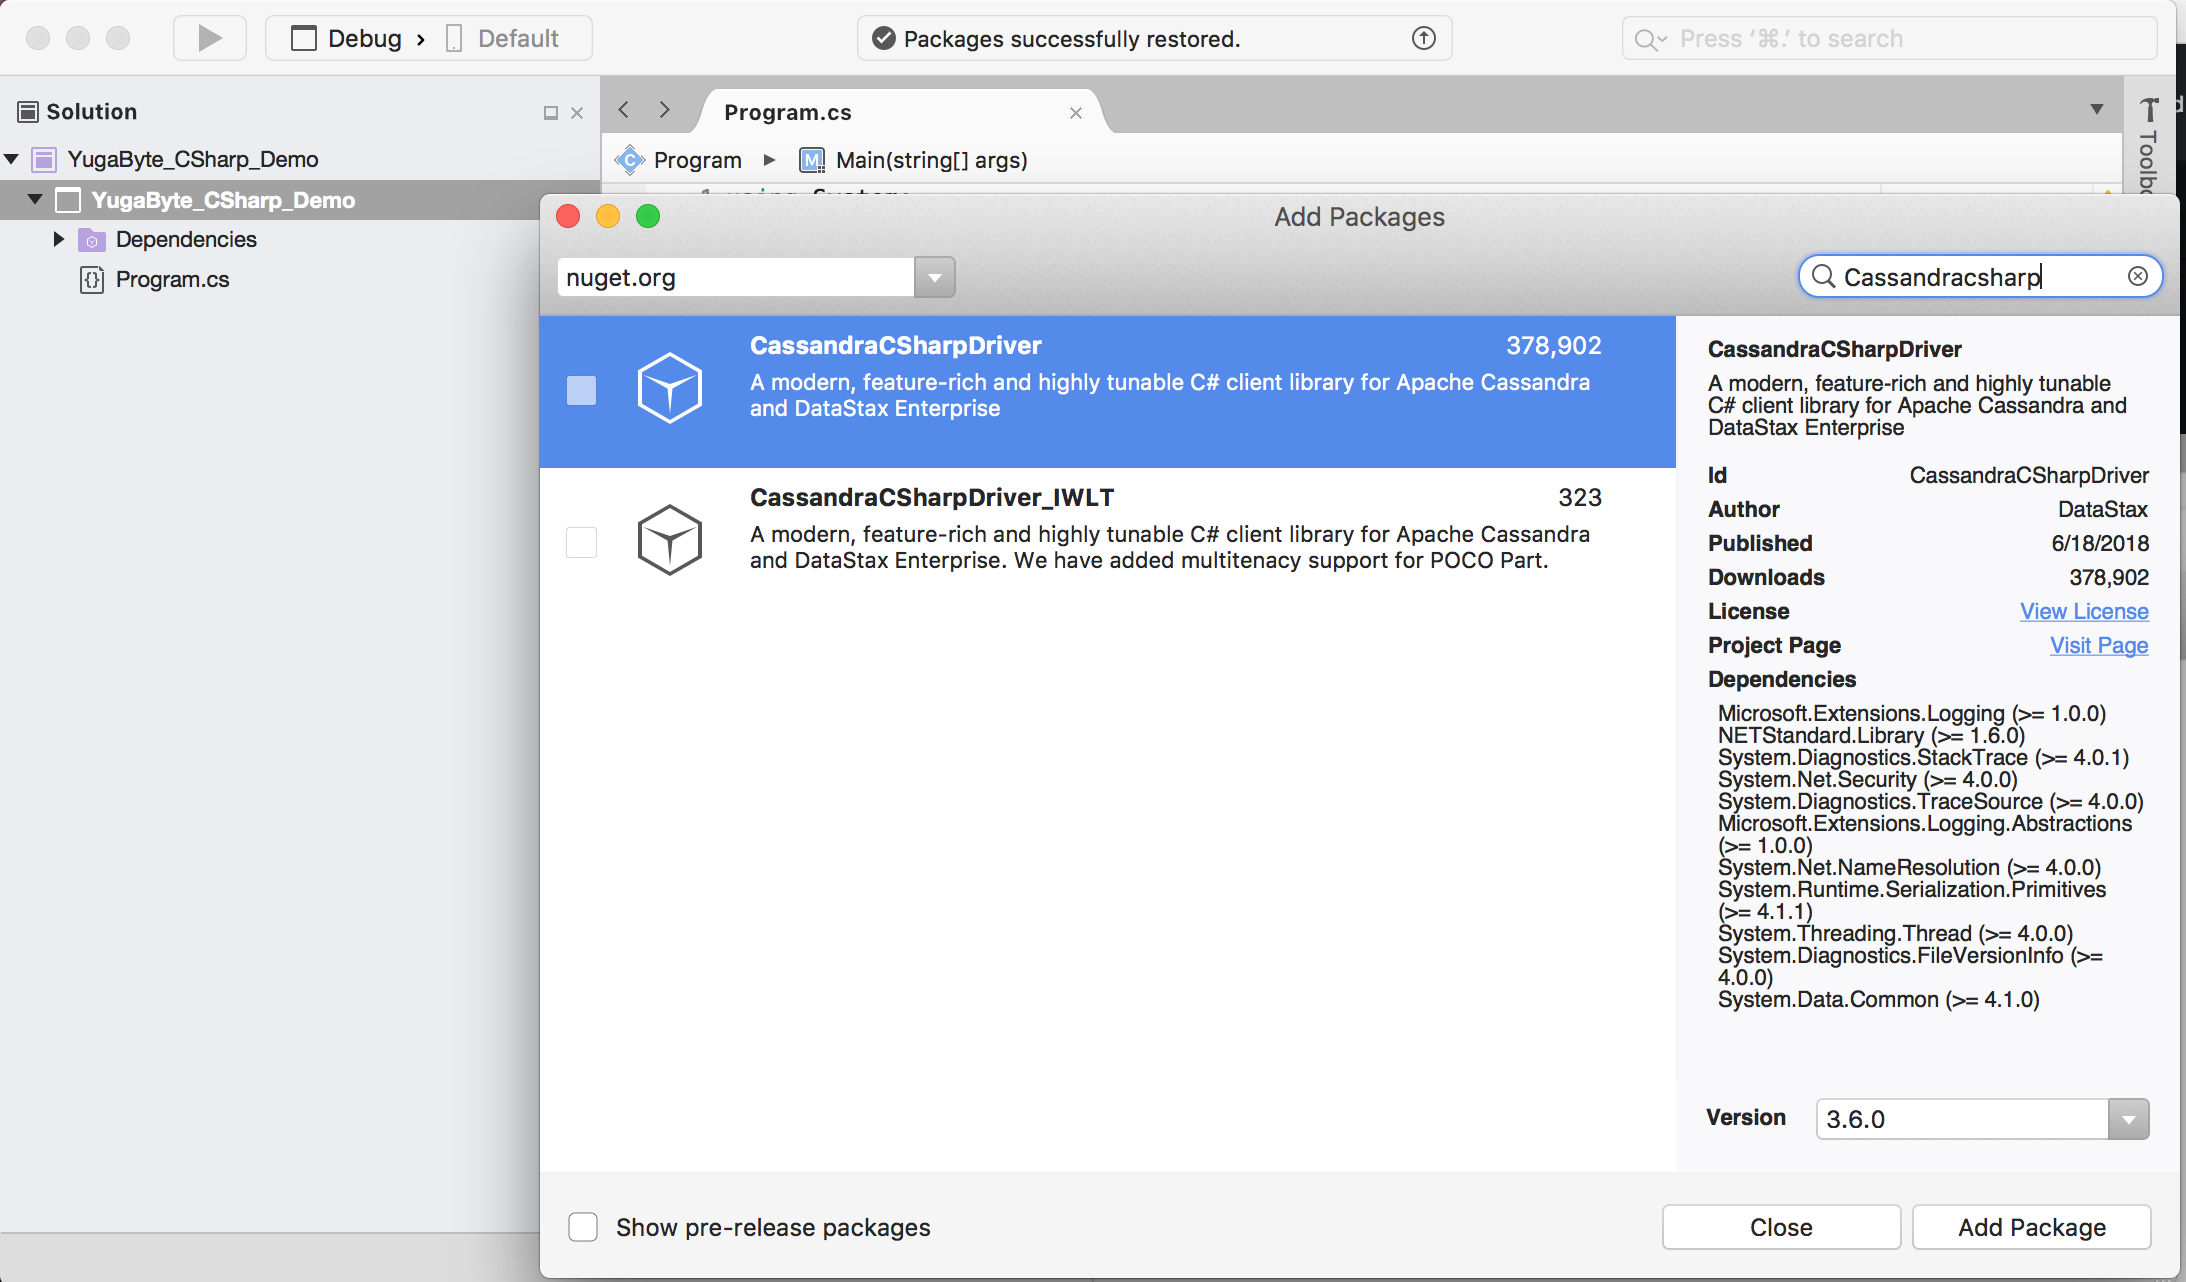 Debug › Default
Packages successfully restored.
Press ‘⌘.’ to search
Solution
YugaByte_CSharp_Demo
YugaByte_CSharp_Demo
Dependencies
Program.cs
Program.cs
Program
Main(string[] args)
Add Packages
nuget.org
Cassandracsharp
CassandraCSharpDriver 378,902
A modern, feature-rich and highly tunable C# client library for Apache Cassandra
and DataStax Enterprise
CassandraCSharpDriver_IWLT 323
A modern, feature-rich and highly tunable C# client library for Apache Cassandra
and DataStax Enterprise. We have added multitenacy support for POCO Part.
CassandraCSharpDriver
A modern, feature-rich and highly tunable
C# client library for Apache Cassandra and
DataStax Enterprise
Id CassandraCSharpDriver
Author DataStax
Published 6/18/2018
Downloads 378,902
License View License
Project Page Visit Page
Dependencies
Microsoft.Extensions.Logging (>= 1.0.0)
NETStandard.Library (>= 1.6.0)
System.Diagnostics.StackTrace (>= 4.0.1)
System.Net.Security (>= 4.0.0)
System.Diagnostics.TraceSource (>= 4.0.0)
Microsoft.Extensions.Logging.Abstractions
(>= 1.0.0)
System.Net.NameResolution (>= 4.0.0)
System.Runtime.Serialization.Primitives
(>= 4.1.1)
System.Threading.Thread (>= 4.0.0)
System.Diagnostics.FileVersionInfo (>=
4.0.0)
System.Data.Common (>= 4.1.0)
Version 3.6.0
Show pre-release packages
Close
Add Package